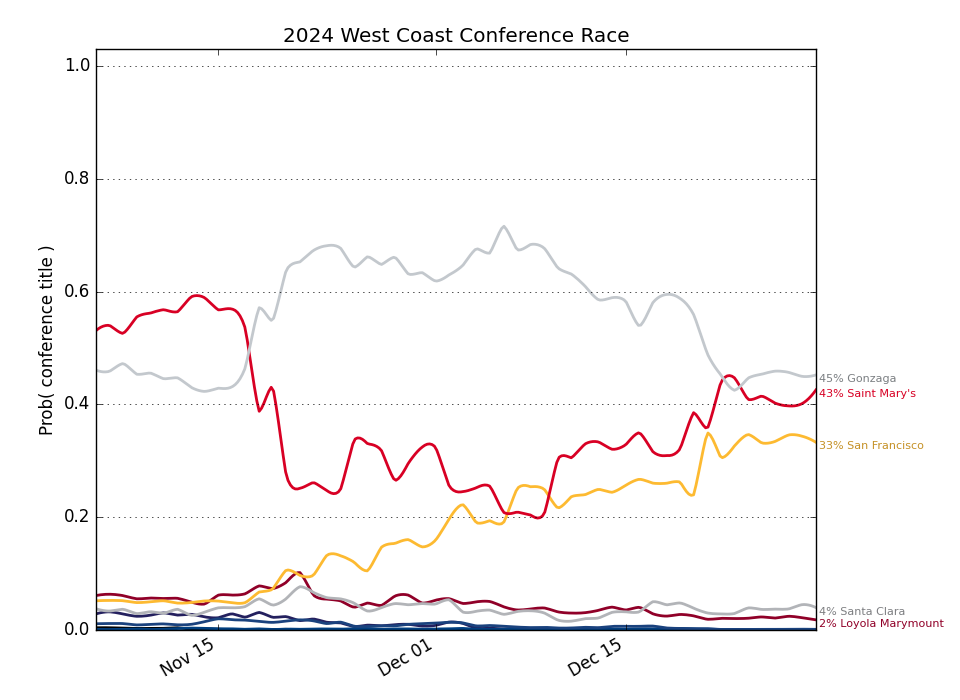 2024 West Coast Conference Race
Prob( conference title )
1.0
0.8
0.6
0.4
0.2
0.0
Nov 15
Dec 01
Dec 15
45% Gonzaga
43% Saint Mary's
33% San Francisco
4% Santa Clara
2% Loyola Marymount